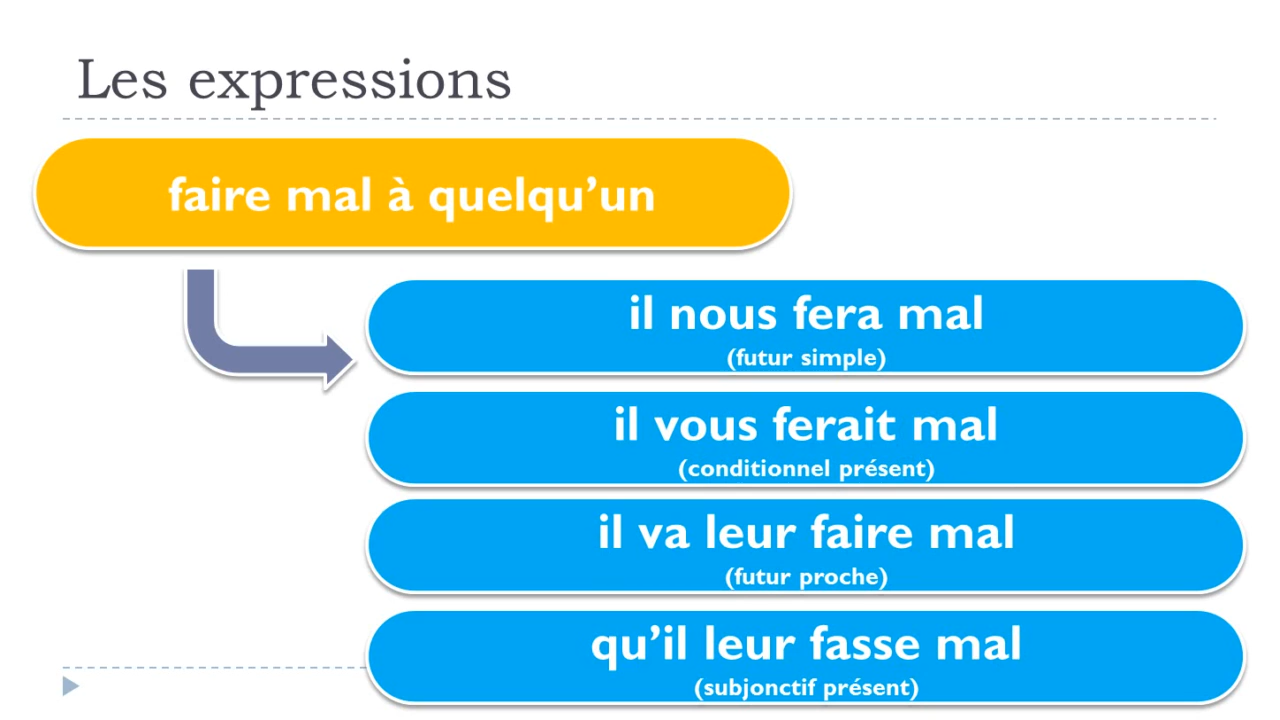 Les expressions
faire mal à quelqu’un
il nous fera mal
(futur simple)
il vous ferait mal
(conditionnel présent)
il va leur faire mal
(futur proche)
qu’il leur fasse mal
(subjonctif présent)